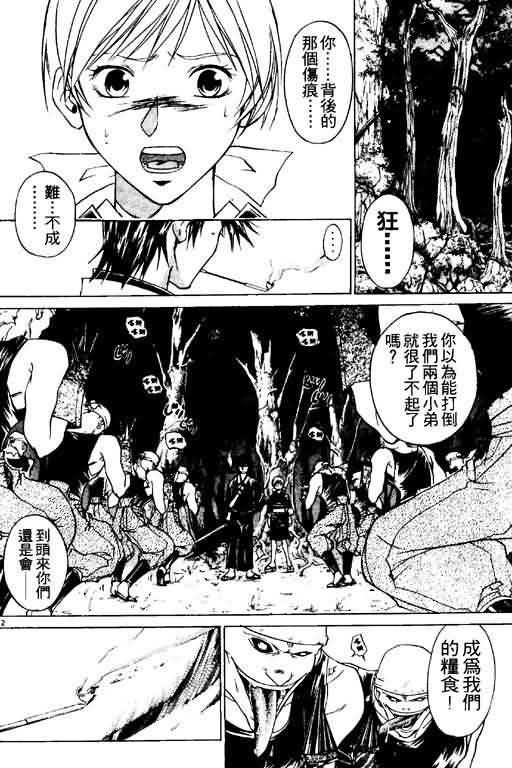 狂……
你……背後的
那個傷痕……
難…不成
………
……
你以為能打倒
我們兩個小弟
就很了不起了
嗎？
到頭來你們
還是會—
成為我們
的糧食！
2